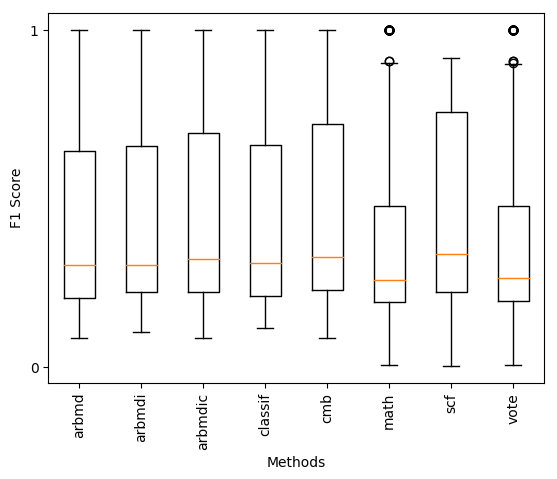 1
0
F1 Score
arbmd
arbmdi
arbmdic
classif
cmb
math
scf
vote
Methods